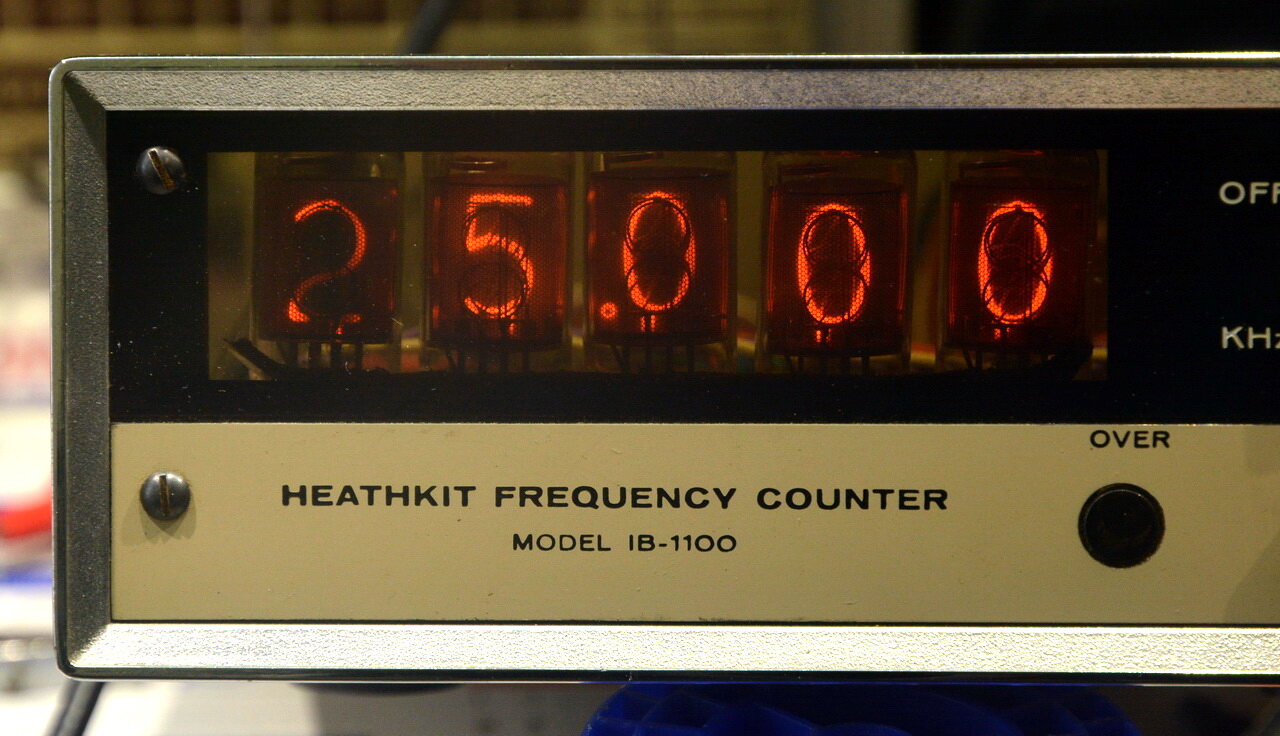 25.000
OFF
KHz
OVER
HEATHKIT FREQUENCY COUNTER
MODEL IB-1100